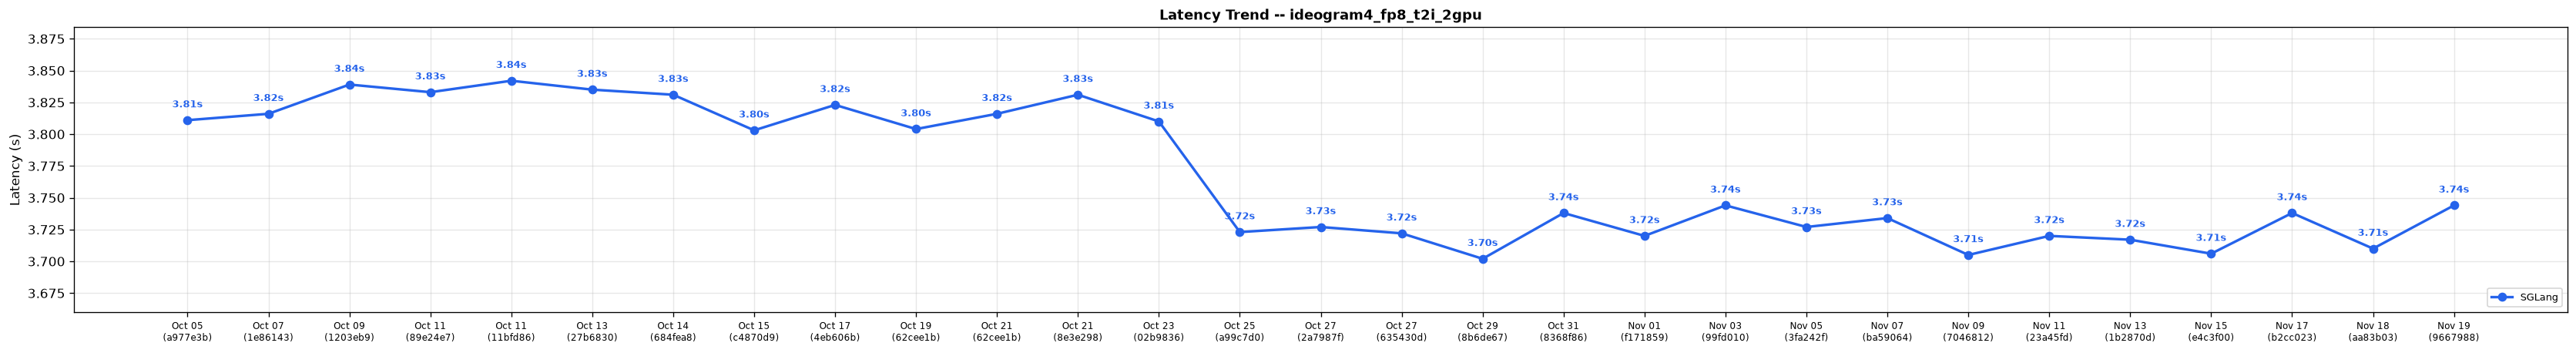 Latency Trend -- ideogram4_fp8_t2i_2gpu
Latency (s)
3.875
3.850
3.825
3.800
3.775
3.750
3.725
3.700
3.675
3.81s
3.82s
3.84s
3.83s
3.84s
3.83s
3.83s
3.80s
3.82s
3.80s
3.82s
3.83s
3.81s
3.72s
3.73s
3.72s
3.70s
3.74s
3.72s
3.74s
3.73s
3.73s
3.71s
3.72s
3.72s
3.71s
3.74s
3.71s
3.74s
SGLang
Oct 05
(a977e3b)
Oct 07
(1e86143)
Oct 09
(1203eb9)
Oct 11
(89e24e7)
Oct 11
(11bfd86)
Oct 13
(27b6830)
Oct 14
(684fea8)
Oct 15
(c4870d9)
Oct 17
(4eb606b)
Oct 19
(62cee1b)
Oct 21
(62cee1b)
Oct 21
(8e3e298)
Oct 23
(02b9836)
Oct 25
(a99c7d0)
Oct 27
(2a7987f)
Oct 27
(635430d)
Oct 29
(8b6de67)
Oct 31
(8368f86)
Nov 01
(f171859)
Nov 03
(99fd010)
Nov 05
(3fa242f)
Nov 07
(ba59064)
Nov 09
(7046812)
Nov 11
(23a45fd)
Nov 13
(1b2870d)
Nov 15
(e4c3f00)
Nov 17
(b2cc023)
Nov 18
(aa83b03)
Nov 19
(9667988)